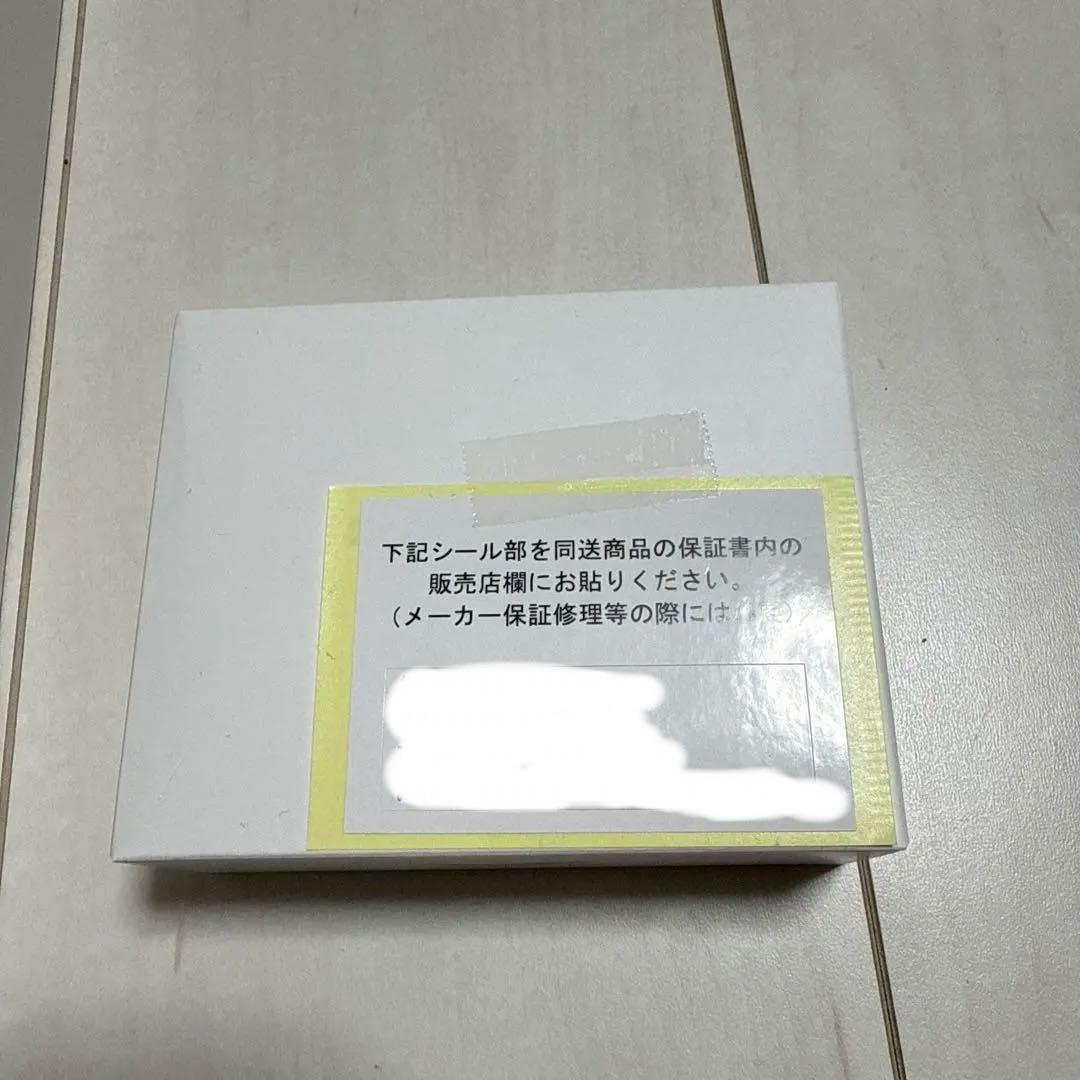 下記シール部を同送商品の保証書内の
販売店欄にお貼りください。
（メーカー保証修理等の際には必要）